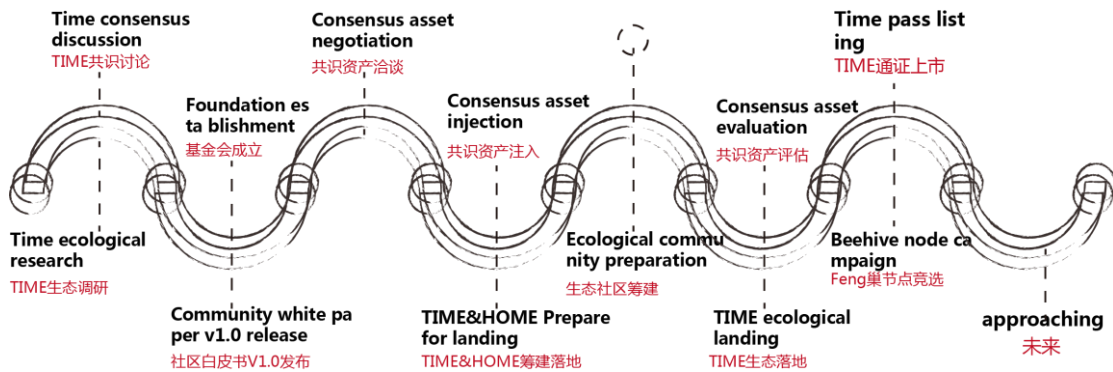 Time consensus
discussion
TIME共识讨论
Time ecological
research
TIME生态调研
Foundation es
ta blishment
基金会成立
Community white pa
per v1.0 release
社区白皮书V1.0发布
Consensus asset
negotiation
共识资产洽谈
Consensus asset
injection
共识资产注入
TIME&HOME Prepare
for landing
TIME&HOME筹建落地
Ecological commu
nity preparation
生态社区筹建
Consensus asset
evaluation
共识资产评估
TIME ecological
landing
TIME生态落地
Time pass list
ing
TIME通证上市
Beehive node ca
mpaign
Feng巢节点竞选
approaching
未来